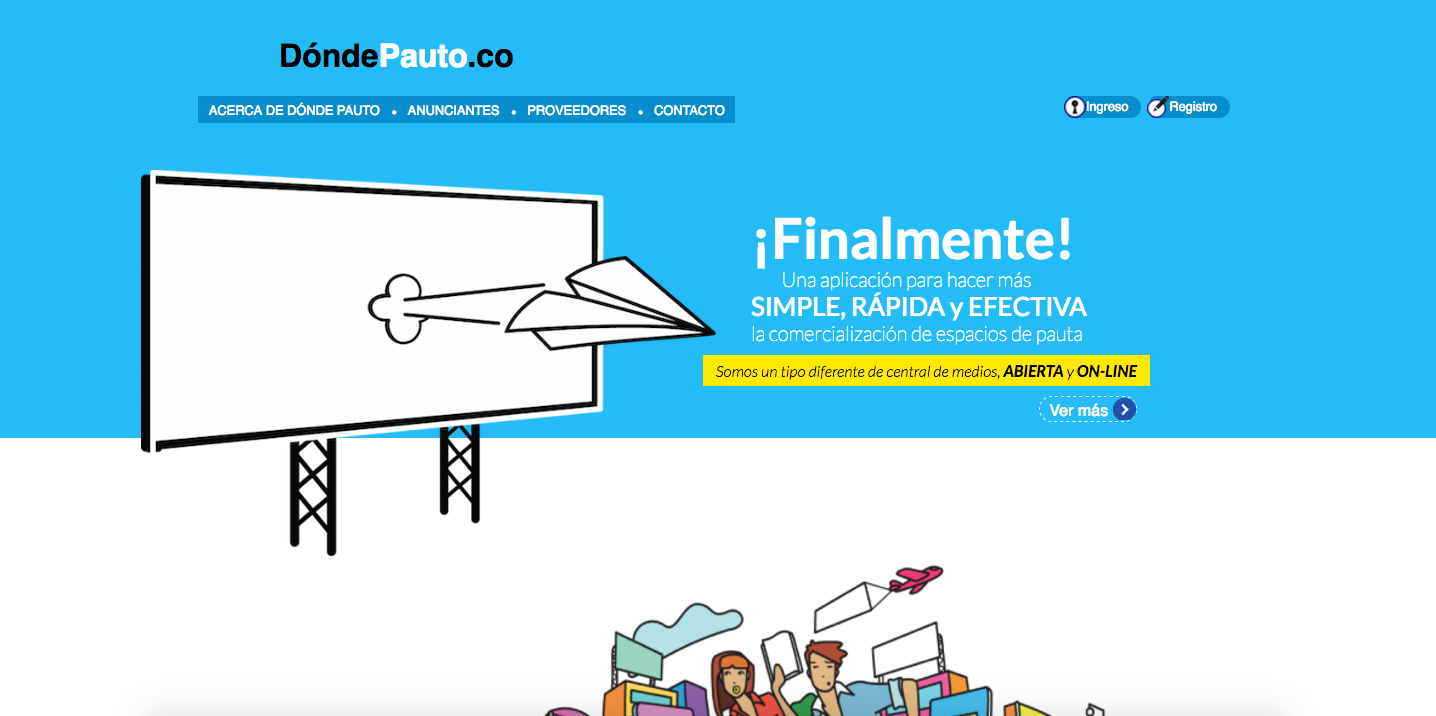 DóndePauto.co
ACERCA DE DÓNDE PAUTO • ANUNCIANTES • PROVEEDORES • CONTACTO
Ingreso Registro
¡Finalmente!
Una aplicación para hacer más
SIMPLE, RÁPIDA y EFECTIVA
la comercialización de espacios de pauta
Somos un tipo diferente de central de medios, ABIERTA y ON-LINE
Ver más